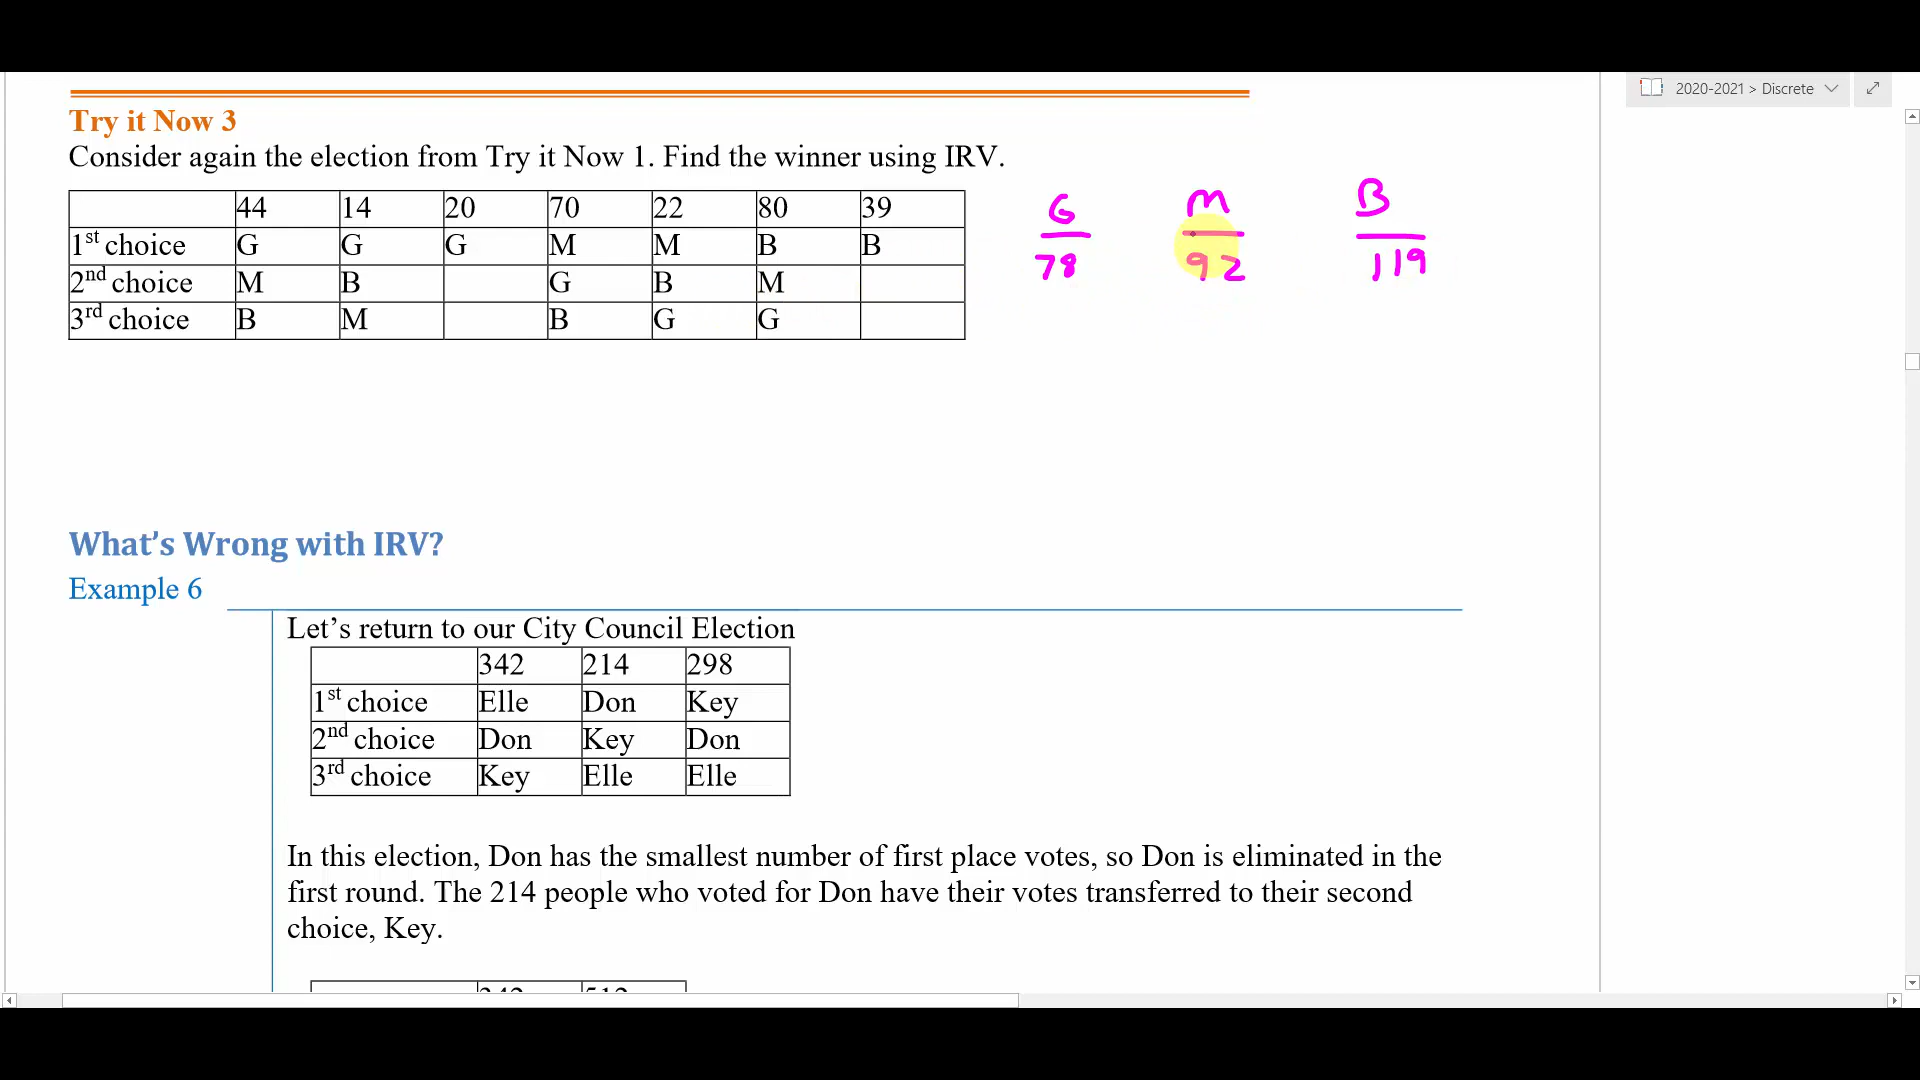 2020-2021 > Discrete
Try it Now 3
Consider again the election from Try it Now 1. Find the winner using IRV.
44 14 20 70 22 80 39
1st choice G G G M M B B
2nd choice M B G B M
3rd choice B M B G G
G M B
78 92 119
What's Wrong with IRV?
Example 6
Let's return to our City Council Election
342 214 298
1st choice Elle Don Key
2nd choice Don Key Don
3rd choice Key Elle Elle
In this election, Don has the smallest number of first place votes, so Don is eliminated in the
first round. The 214 people who voted for Don have their votes transferred to their second
choice, Key.
342 512